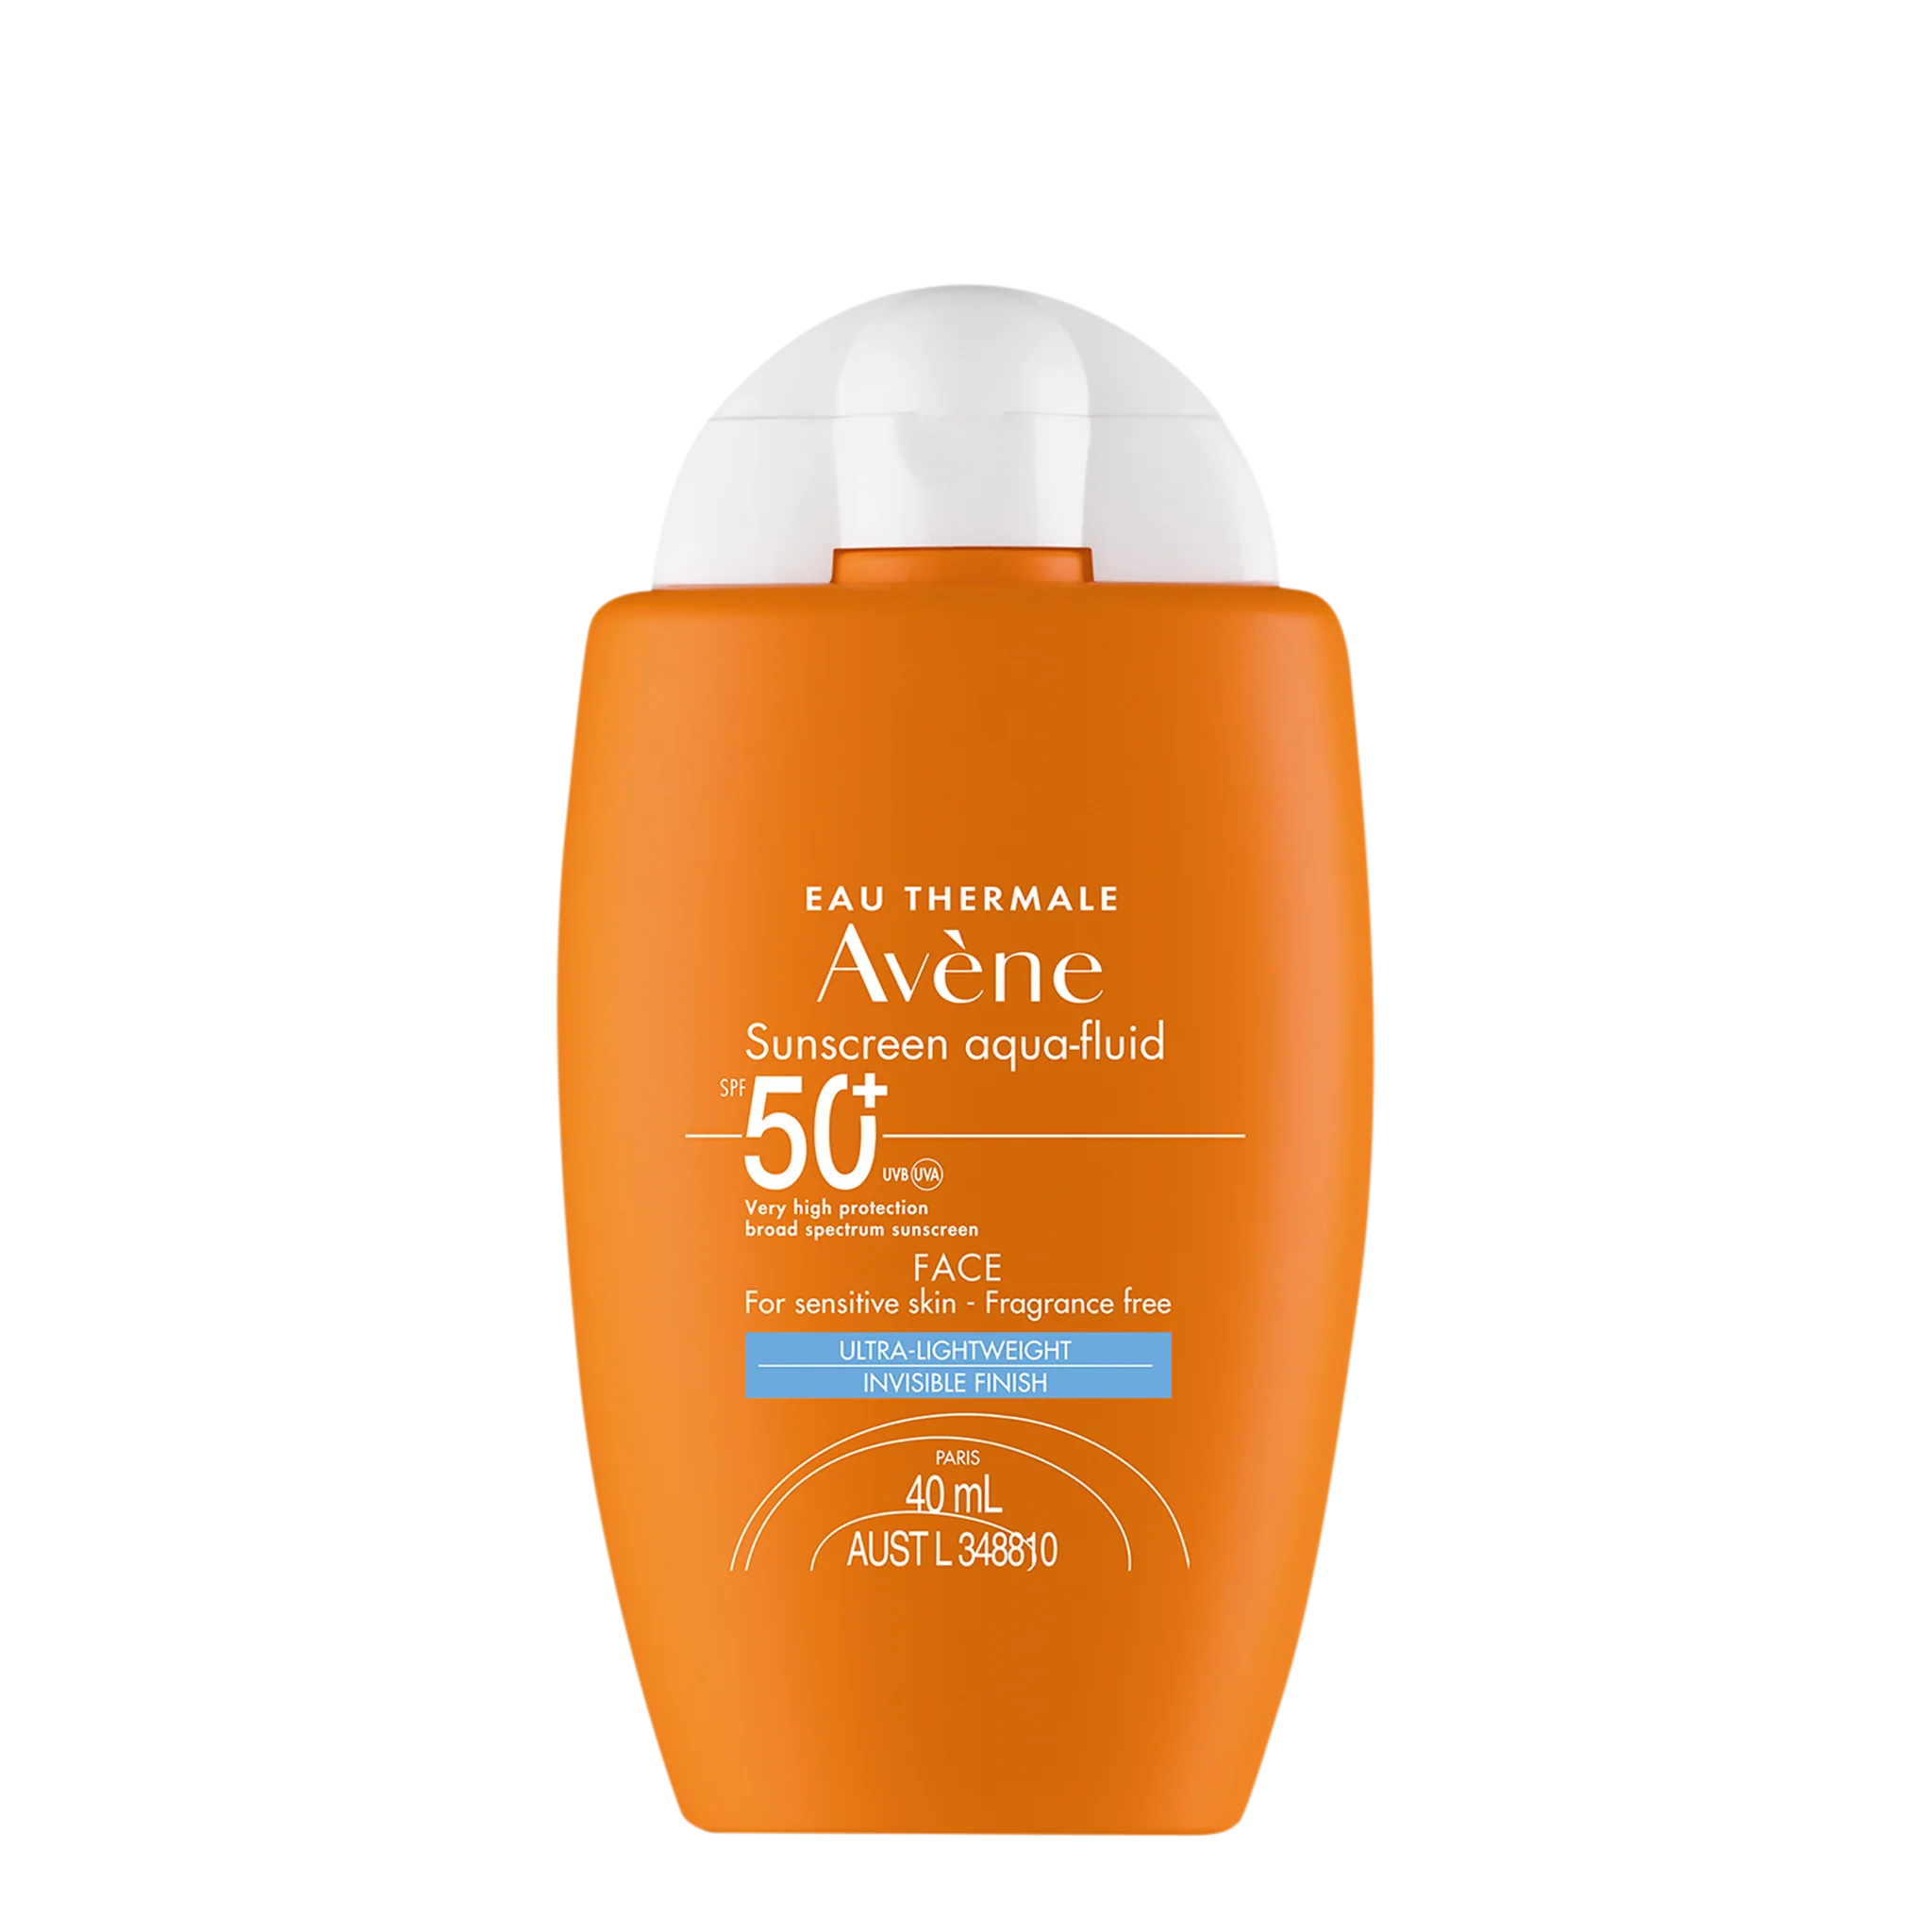 EAU THERMALE
Avène
Sunscreen aqua-fluid
SPF 50+
UVB UVA
Very high protection
broad spectrum sunscreen
FACE
For sensitive skin - Fragrance free
ULTRA-LIGHTWEIGHT
INVISIBLE FINISH
PARIS
40 mL
AUST L 348810